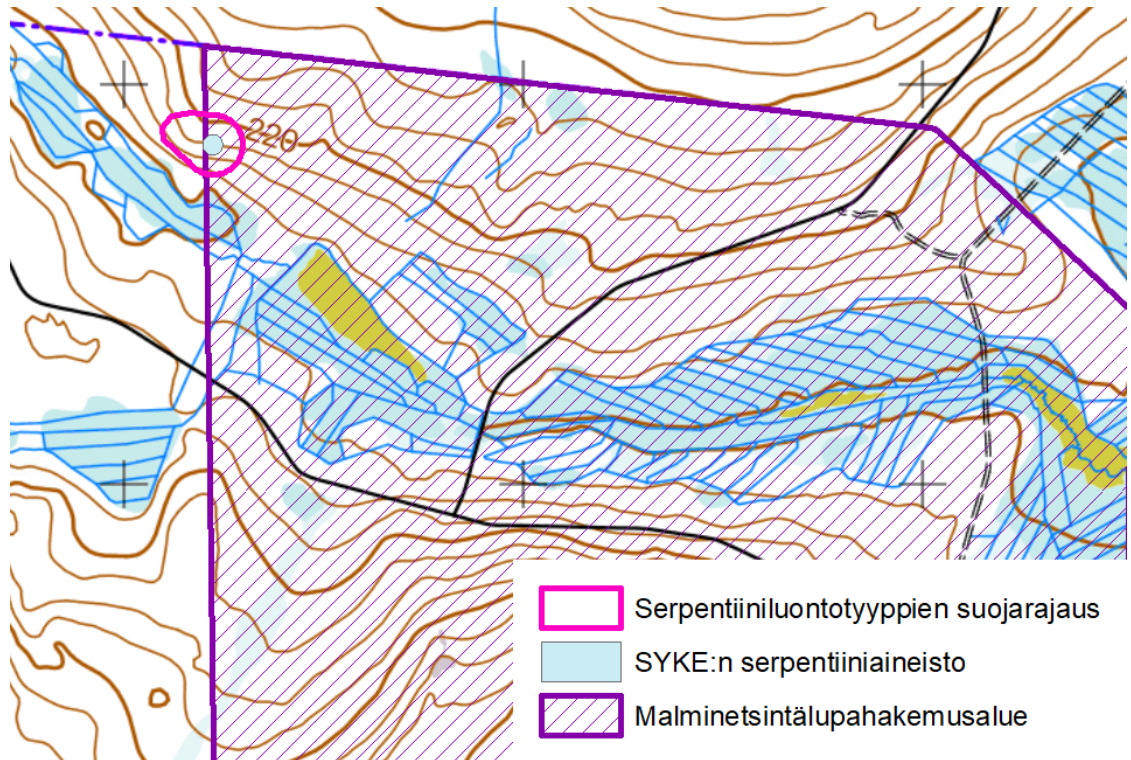 220
Serpentiiniluontotyyppien suojarajaus
SYKE:n serpentiiniaineisto
Malminetsintälupahakemusalue